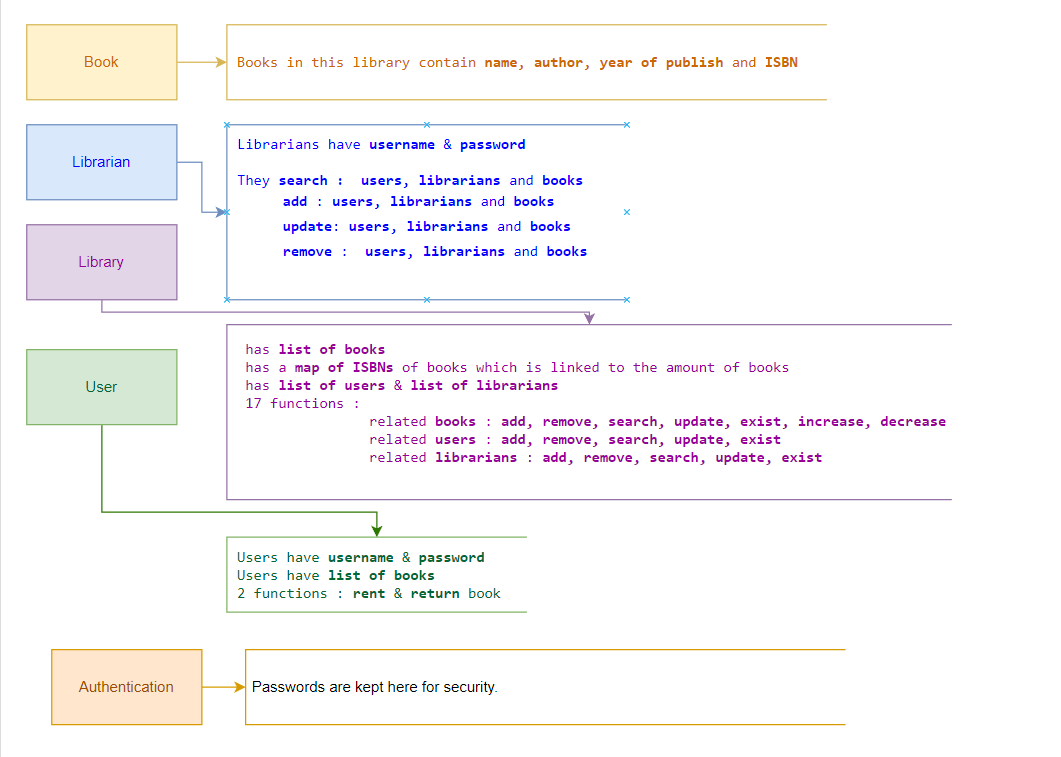 Book
Books in this library contain name, author, year of publish and ISBN
Librarian
Librarians have username & password
They search :  users, librarians and books
add : users, librarians and books
update: users, librarians and books
remove :  users, librarians and books
Library
has list of books
has a map of ISBNs of books which is linked to the amount of books
has list of users & list of librarians
17 functions :
related books : add, remove, search, update, exist, increase, decrease
related users : add, remove, search, update, exist
related librarians : add, remove, search, update, exist
User
Users have username & password
Users have list of books
2 functions : rent & return book
Authentication
Passwords are kept here for security.